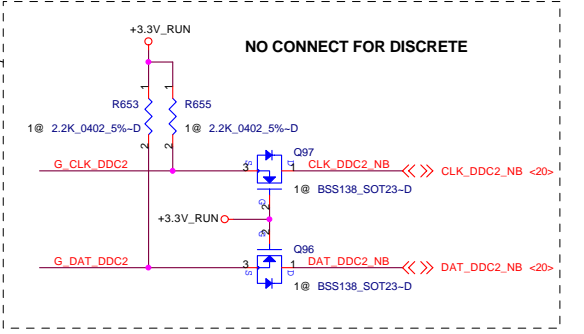 +3.3V_RUN
NO CONNECT FOR DISCRETE
1 1
R653 R655
1@ 2.2K_0402_5%~D 1@ 2.2K_0402_5%~D
2 2
Q97
G_CLK_DDC2 3 S D 1 CLK_DDC2_NB CLK_DDC2_NB <20>
1@ BSS138_SOT23~D
G 2
+3.3V_RUN
2 G
Q96
G_DAT_DDC2 3 S D 1 DAT_DDC2_NB DAT_DDC2_NB <20>
1@ BSS138_SOT23~D